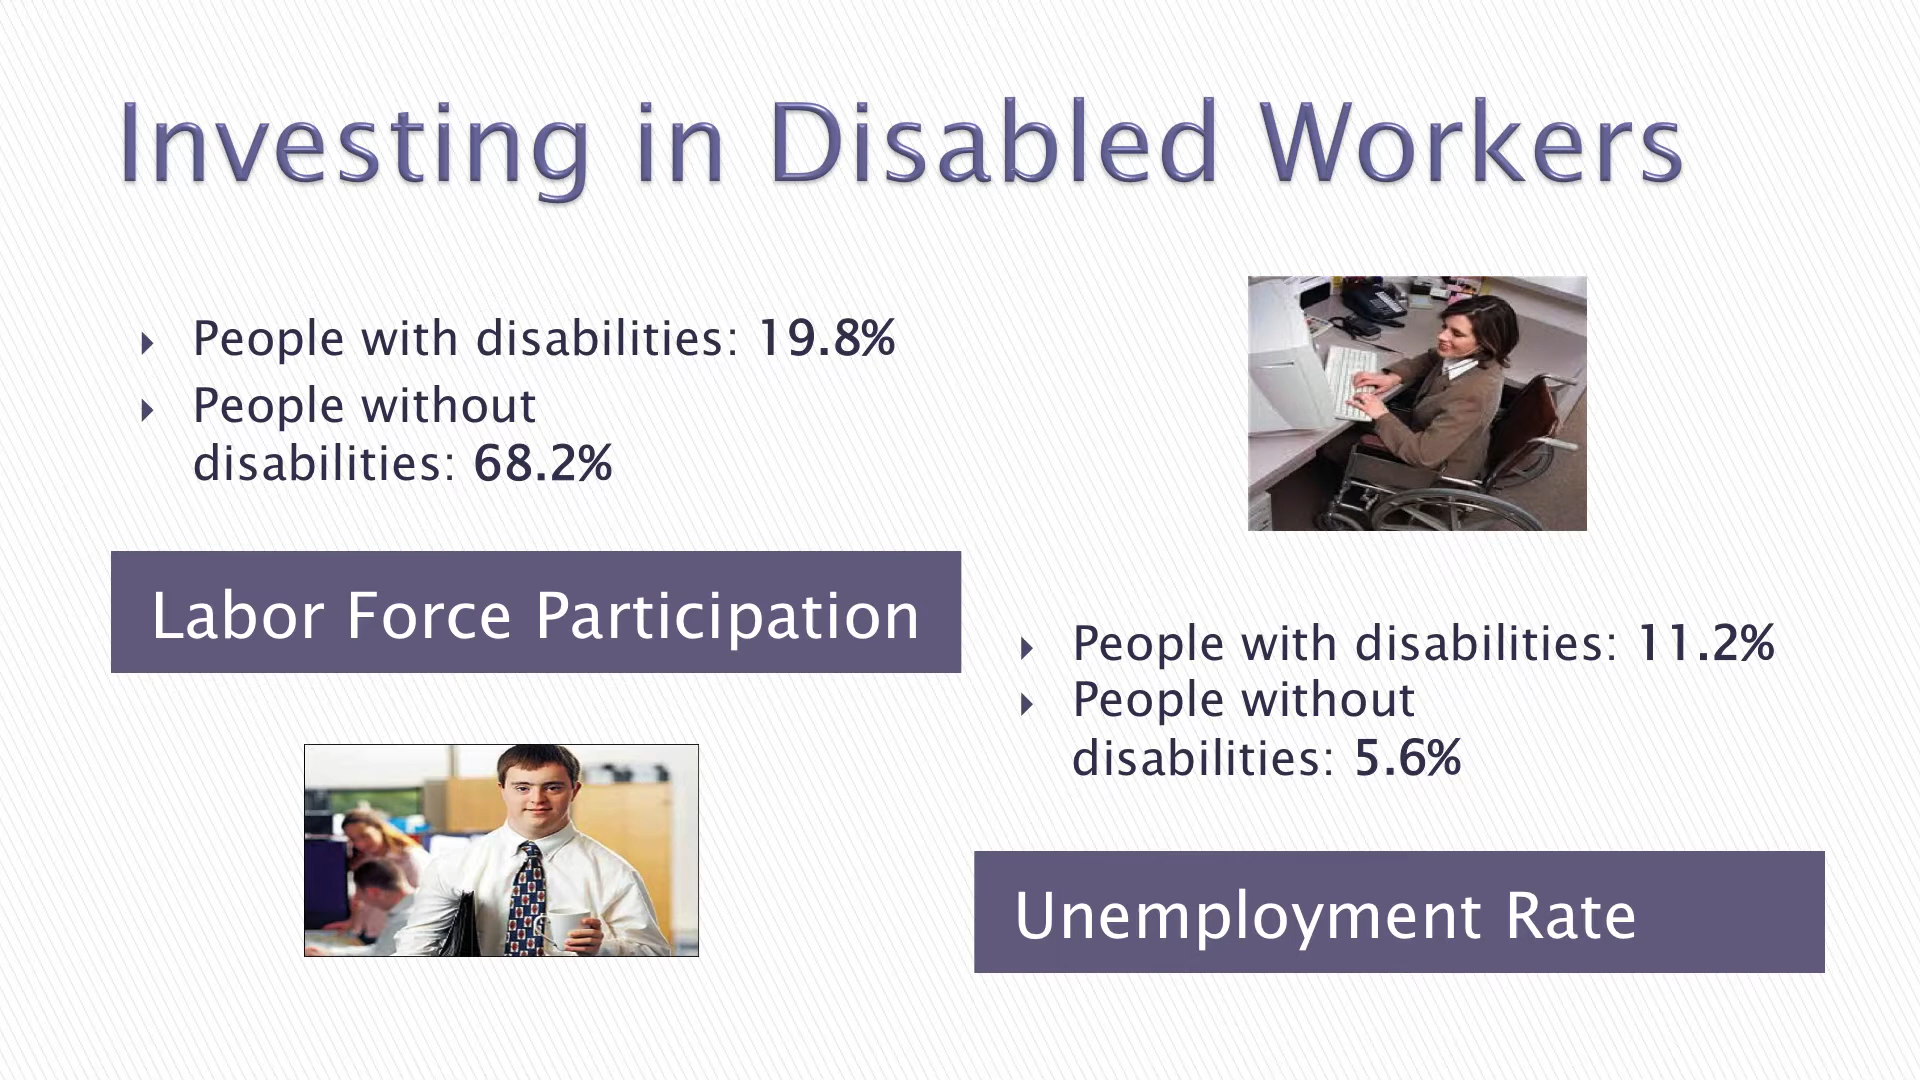 Investing in Disabled Workers
People with disabilities: 19.8%
People without
disabilities: 68.2%
Labor Force Participation
People with disabilities: 11.2%
People without
disabilities: 5.6%
Unemployment Rate